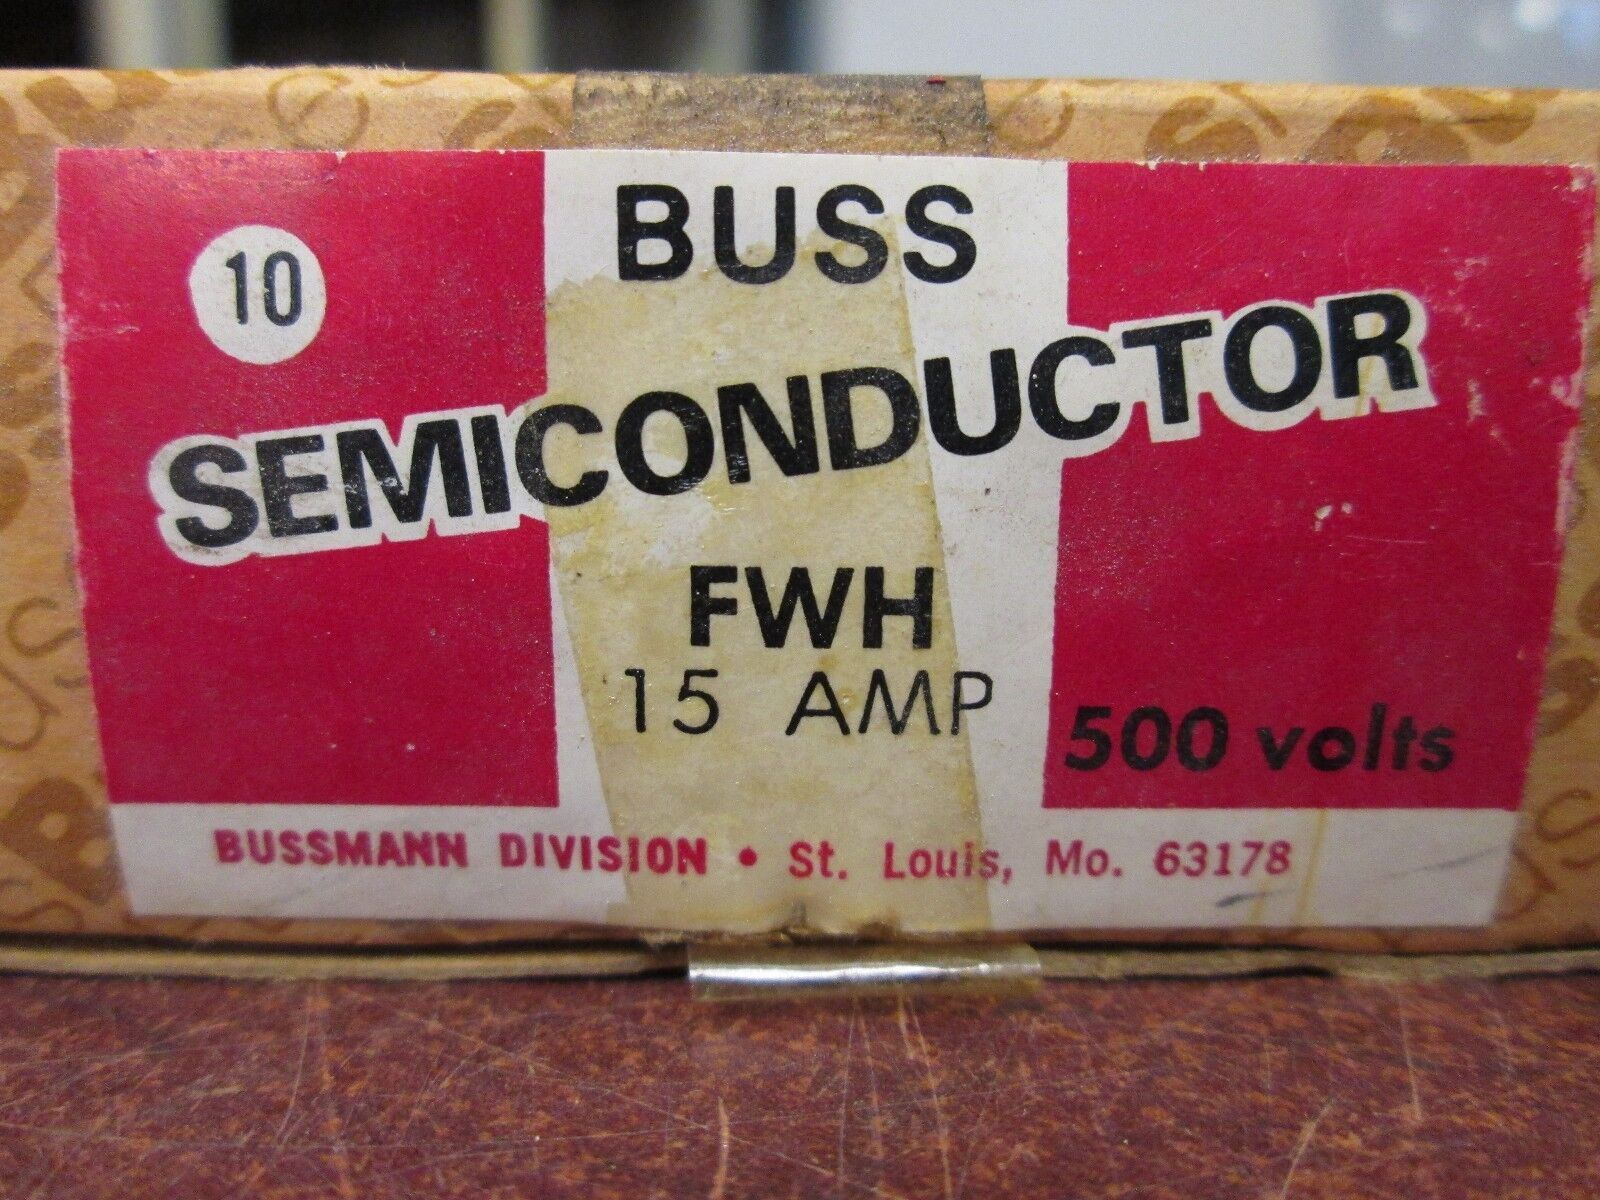 10
BUSS
SEMICONDUCTOR
FWH
15 AMP
500 volts
BUSSMANN DIVISION • St. Louis, Mo. 63178